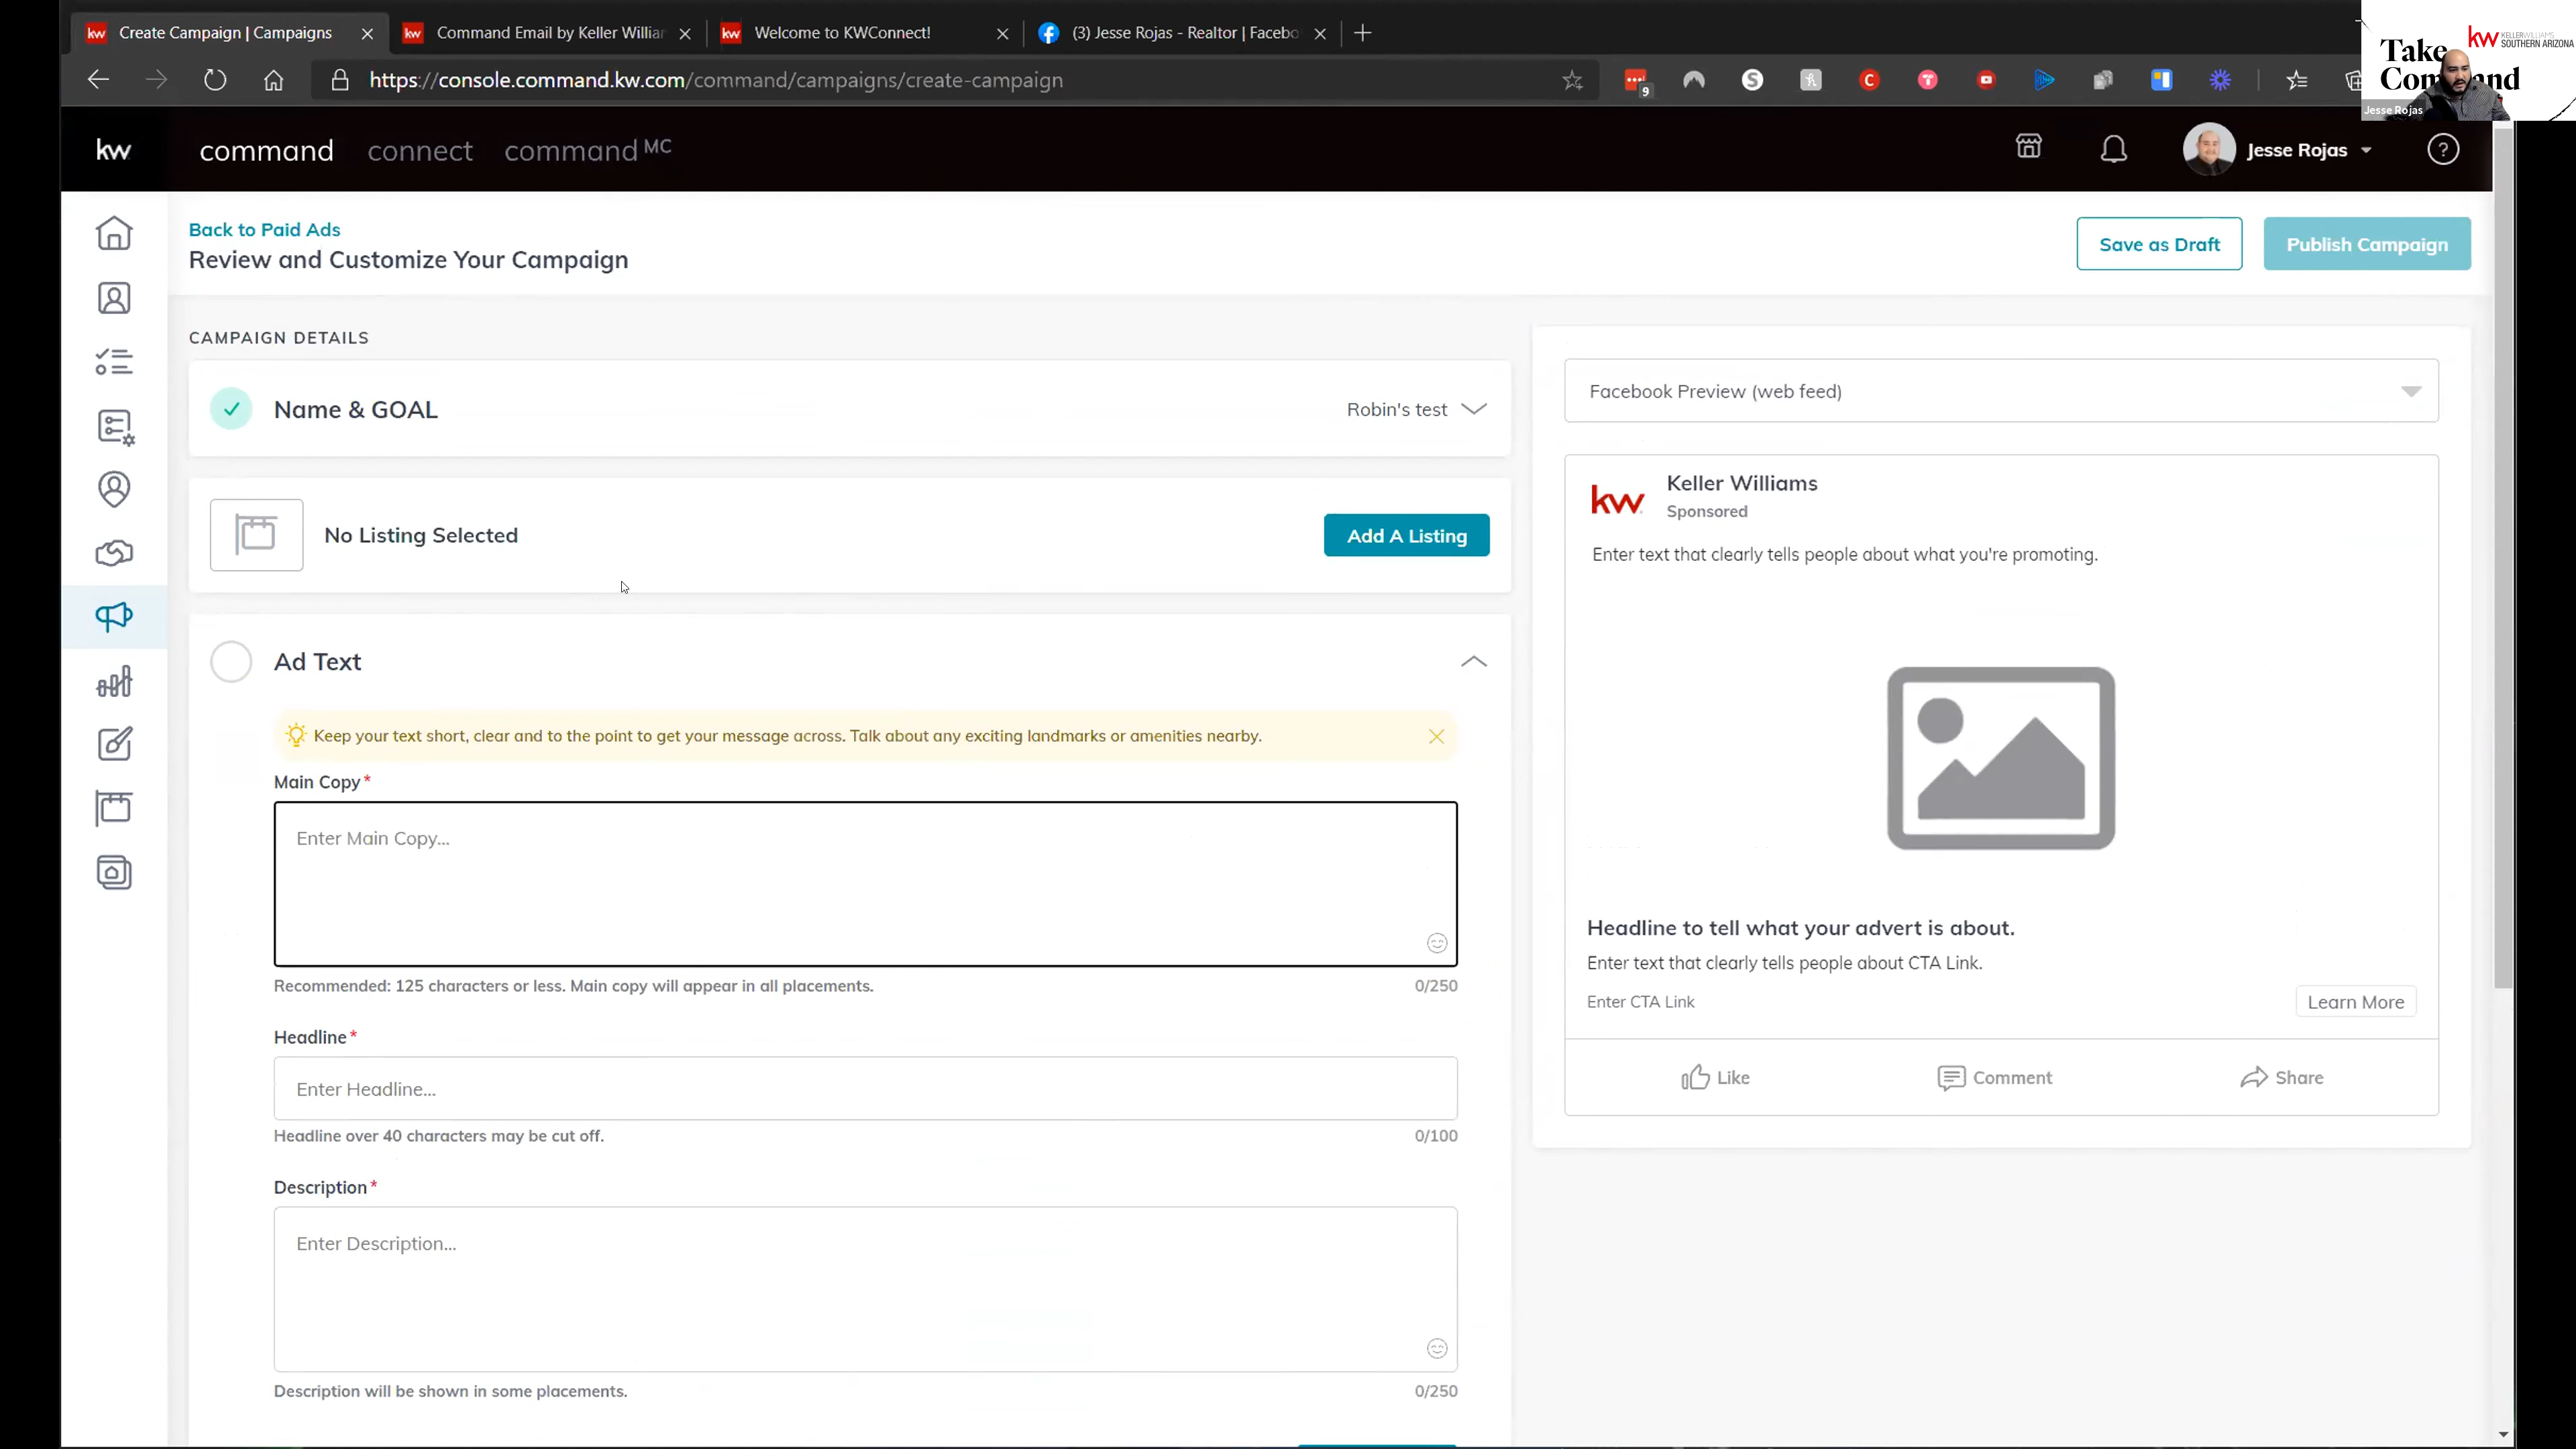 Create Campaign | Campaigns
Command Email by Keller Willia
Welcome to KWConnect!
(3) Jesse Rojas - Realtor | Facebo
https://console.command.kw.com/command/campaigns/create-campaign
9
Take
kw KELLERWILLIAMS
SOUTHERN ARIZONA
Jesse Rojas
kw command connect command MC
Jesse Rojas
?
Back to Paid Ads
Review and Customize Your Campaign
Save as Draft
Publish Campaign
CAMPAIGN DETAILS
Name & GOAL
Robin's test
No Listing Selected
Add A Listing
Ad Text
Keep your text short, clear and to the point to get your message across. Talk about any exciting landmarks or amenities nearby.
Main Copy*
Enter Main Copy...
Recommended: 125 characters or less. Main copy will appear in all placements.
0/250
Headline*
Enter Headline...
Headline over 40 characters may be cut off.
0/100
Description*
Enter Description...
Description will be shown in some placements.
0/250
Facebook Preview (web feed)
kw Keller Williams
Sponsored
Enter text that clearly tells people about what you're promoting.
Headline to tell what your advert is about.
Enter text that clearly tells people about CTA Link.
Enter CTA Link
Learn More
Like
Comment
Share